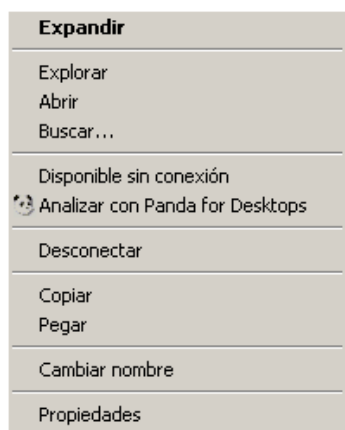 Expandir
Explorar
Abrir
Buscar...
Disponible sin conexión
Analizar con Panda for Desktops
Desconectar
Copiar
Pegar
Cambiar nombre
Propiedades